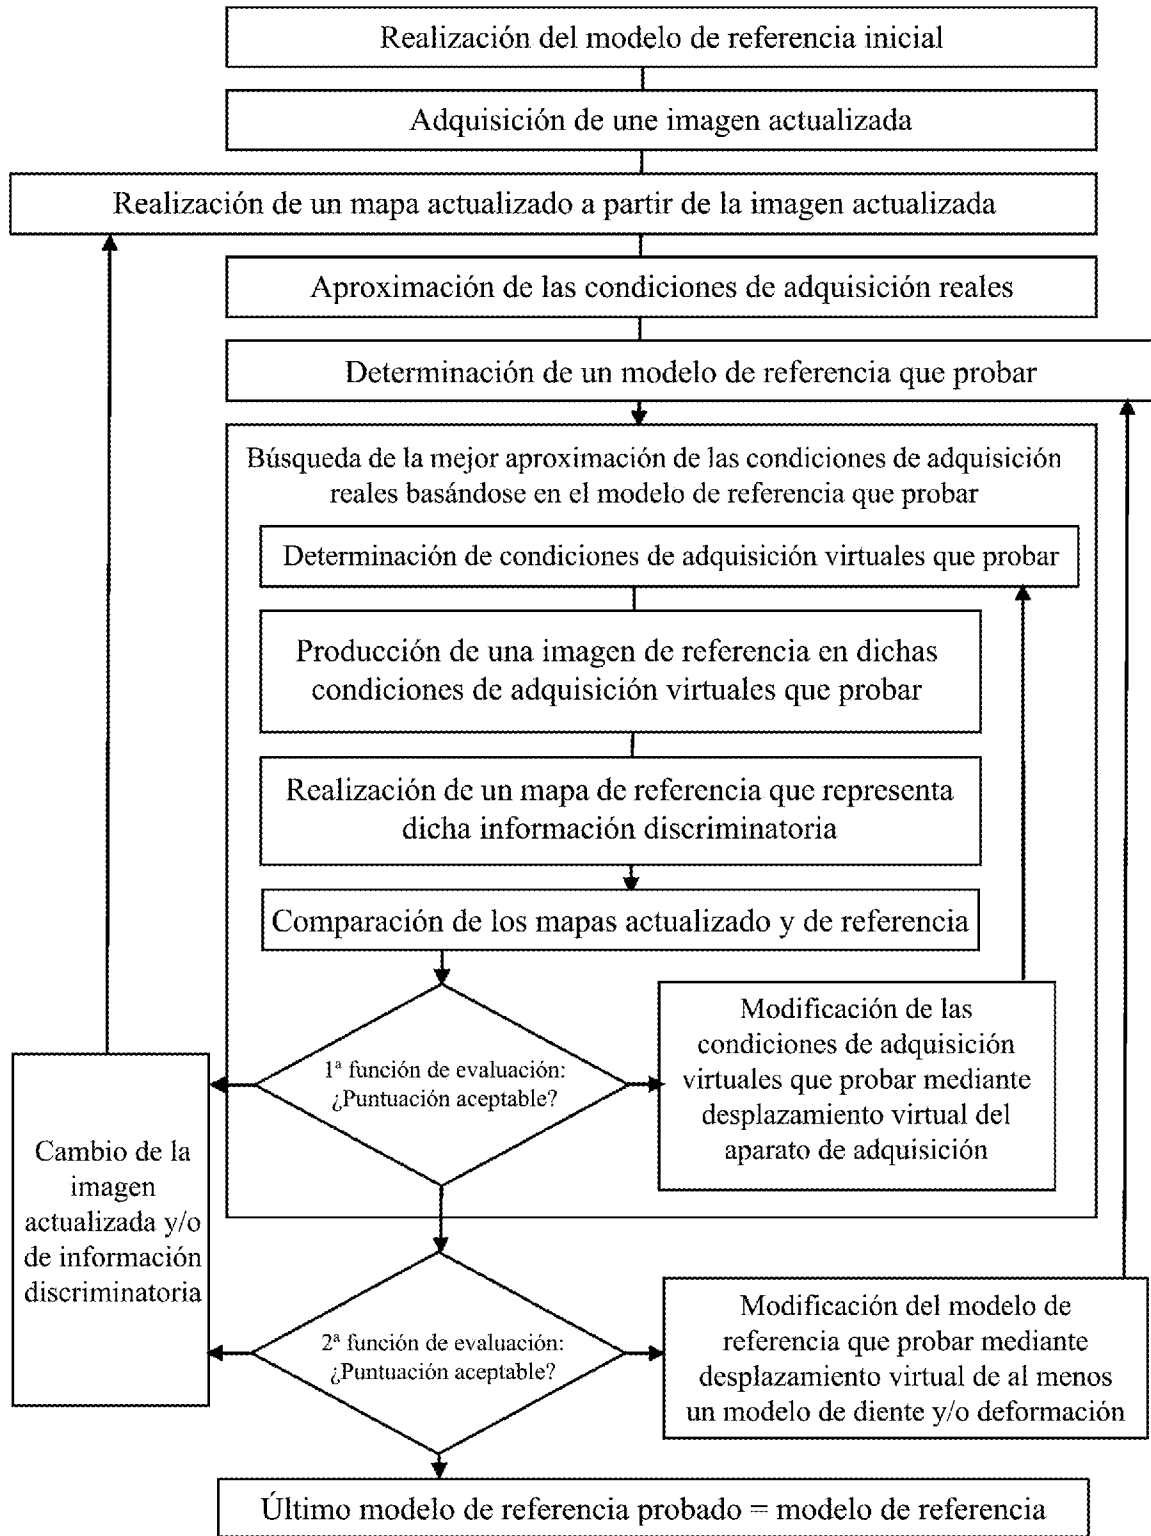 Realización del modelo de referencia inicial
Adquisición de une imagen actualizada
Realización de un mapa actualizado a partir de la imagen actualizada
Aproximación de las condiciones de adquisición reales
Determinación de un modelo de referencia que probar
Búsqueda de la mejor aproximación de las condiciones de adquisición
reales basándose en el modelo de referencia que probar
Determinación de condiciones de adquisición virtuales que probar
Producción de una imagen de referencia en dichas
condiciones de adquisición virtuales que probar
Realización de un mapa de referencia que representa
dicha información discriminatoria
Comparación de los mapas actualizado y de referencia
1ª función de evaluación:
¿Puntuación aceptable?
Modificación de las
condiciones de adquisición
virtuales que probar mediante
desplazamiento virtual del
aparato de adquisición
Cambio de la
imagen
actualizada y/o
de información
discriminatoria
2ª función de evaluación:
¿Puntuación aceptable?
Modificación del modelo de
referencia que probar mediante
desplazamiento virtual de al menos
un modelo de diente y/o deformación
Último modelo de referencia probado = modelo de referencia